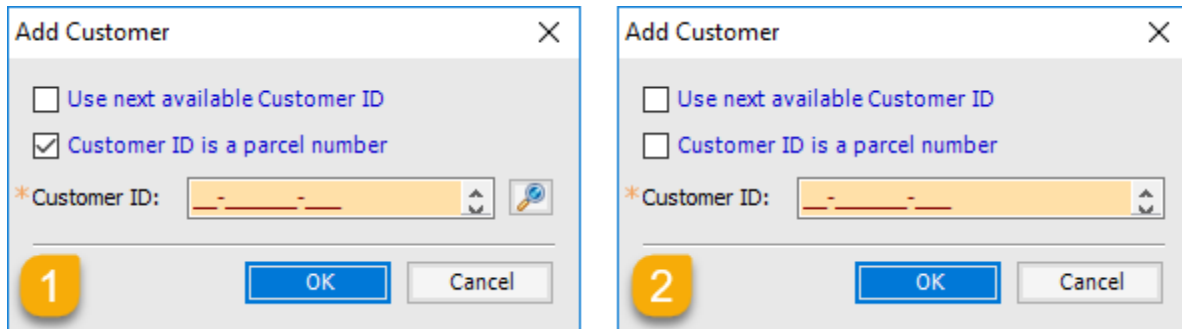 Add Customer
Use next available Customer ID
Customer ID is a parcel number
*Customer ID: __-______-___
OK Cancel
1
Add Customer
Use next available Customer ID
Customer ID is a parcel number
*Customer ID: __-______-___
OK Cancel
2